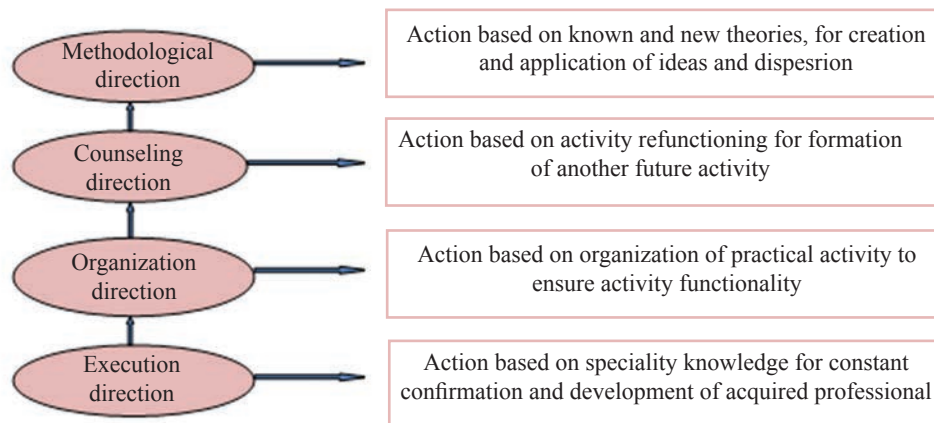 Methodological
direction
Action based on known and new theories, for creation
and application of ideas and dispesrion
Counseling
direction
Action based on activity refunctioning for formation
of another future activity
Organization
direction
Action based on organization of practical activity to
ensure activity functionality
Execution
direction
Action based on speciality knowledge for constant
confirmation and development of acquired professional